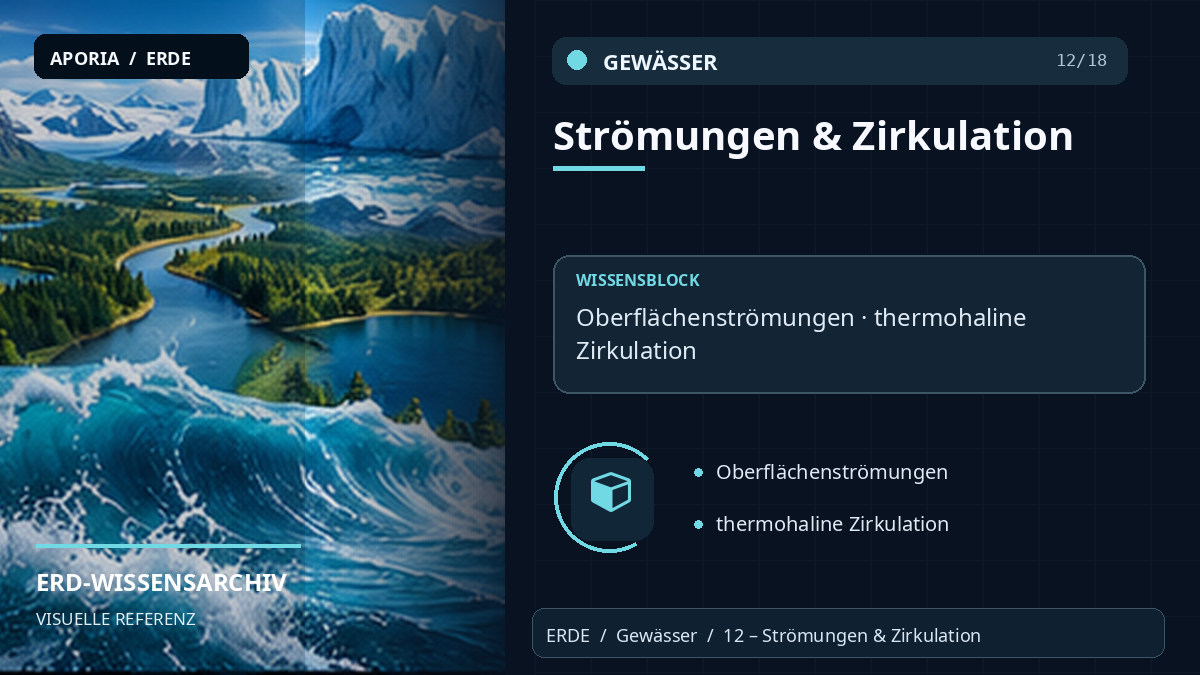 APORIA / ERDE
ERD-WISSENSARCHIV
VISUELLE REFERENZ
GEWÄSSER
12/18
Strömungen & Zirkulation
WISSENSBLOCK
Oberflächenströmungen · thermohaline
Zirkulation
Oberflächenströmungen
thermohaline Zirkulation
ERDE / Gewässer / 12 – Strömungen & Zirkulation